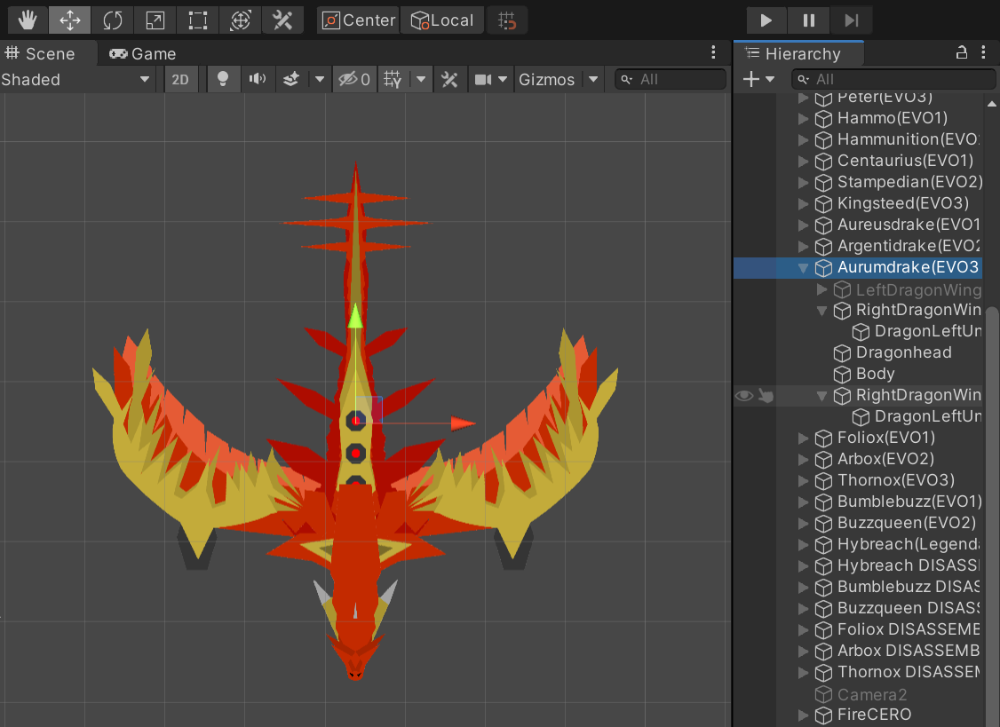 Center Local
Scene Game
Shaded 2D 0 Gizmos All
Hierarchy
All
Peter(EVO3)
Hammo(EVO1)
Hammunition(EVO
Centaurius(EVO1)
Stampedian(EVO2)
Kingsteed(EVO3)
Aureusdrake(EVO1
Argentidrake(EVO2
Aurumdrake(EVO3
LeftDragonWing
RightDragonWin
DragonLeftUn
Dragonhead
Body
RightDragonWin
DragonLeftUn
Foliox(EVO1)
Arbox(EVO2)
Thornox(EVO3)
Bumblebuzz(EVO1)
Buzzqueen(EVO2)
Hybreach(Legenda
Hybreach DISASS
Bumblebuzz DISAS
Buzzqueen DISASS
Foliox DISASSEME
Arbox DISASSEMB
Thornox DISASSEM
Camera2
FireCERO